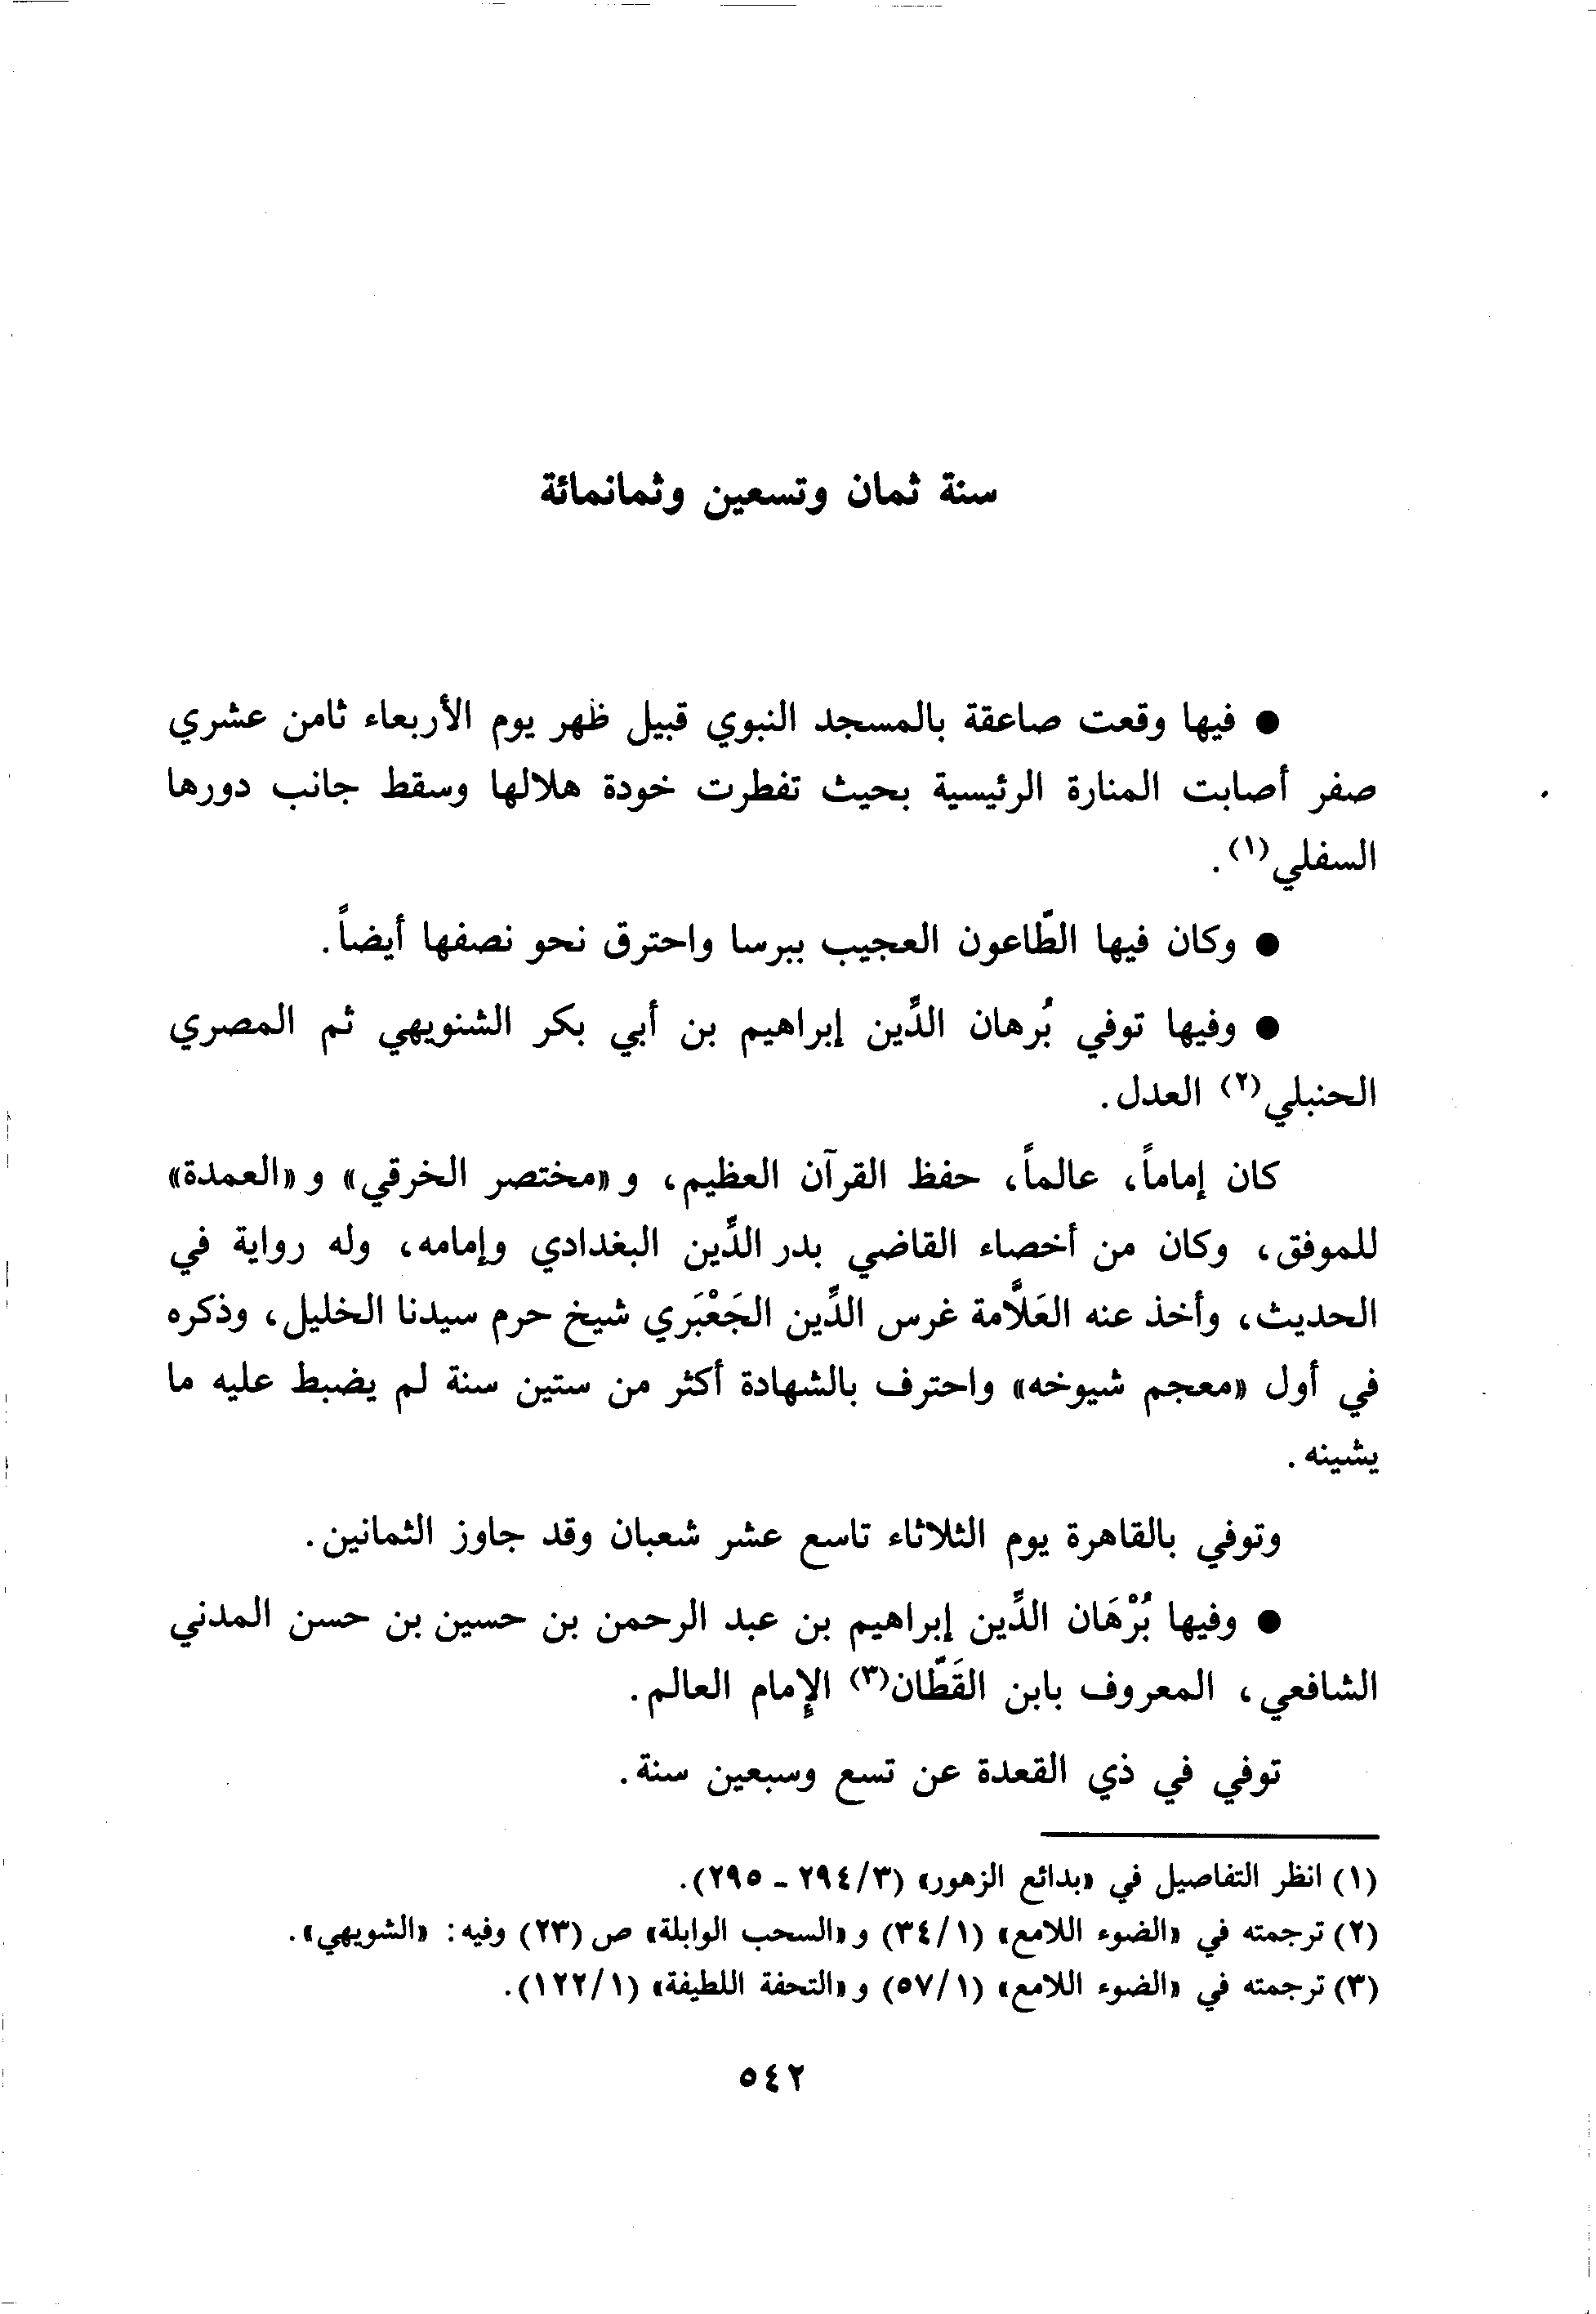 سنة ثمان وتسعين وثمانمائة
● فيها وقعت صاعقة بالمسجد النبوي قبيل ظهر يوم الأربعاء ثامن عشري
صفر أصابت المنارة الرئيسية بحيث تفطرت خودة هلالها وسقط جانب دورها
السفلي(١).
● وكان فيها الطّاعون العجيب ببرسا واحترق نحو نصفها أيضاً.
● وفيها توفي بُرهان الدِّين إبراهيم بن أبي بكر الشنويهي ثم المصري
الحنبلي(٢) العدل.
كان إماماً، عالماً، حفظ القرآن العظيم، و «مختصر الخرقي» و «العمدة»
للموفق، وكان من أخصاء القاضي بدر الدِّين البغدادي وإمامه، وله رواية في
الحديث، وأخذ عنه العَلَّامة غرس الدِّين الجَعْبَري شيخ حرم سيدنا الخليل، وذكره
في أول «معجم شيوخه» واحترف بالشهادة أكثر من ستين سنة لم يضبط عليه ما
يشينه.
وتوفي بالقاهرة يوم الثلاثاء تاسع عشر شعبان وقد جاوز الثمانين.
● وفيها بُرْهَان الدِّين إبراهيم بن عبد الرحمن بن حسين بن حسن المدني
الشافعي، المعروف بابن القَطّان(٣) الإِمام العالم.
توفي في ذي القعدة عن تسع وسبعين سنة.
(١) انظر التفاصيل في «بدائع الزهور» (٣/ ٢٩٤ - ٢٩٥).
(٢) ترجمته في «الضوء اللامع» (١/ ٣٤) و «السحب الوابلة» ص (٢٣) وفيه: «الشويهي».
(٣) ترجمته في «الضوء اللامع» (١/ ٥٧) و «التحفة اللطيفة» (١/ ١٢٢).
٥٤٢